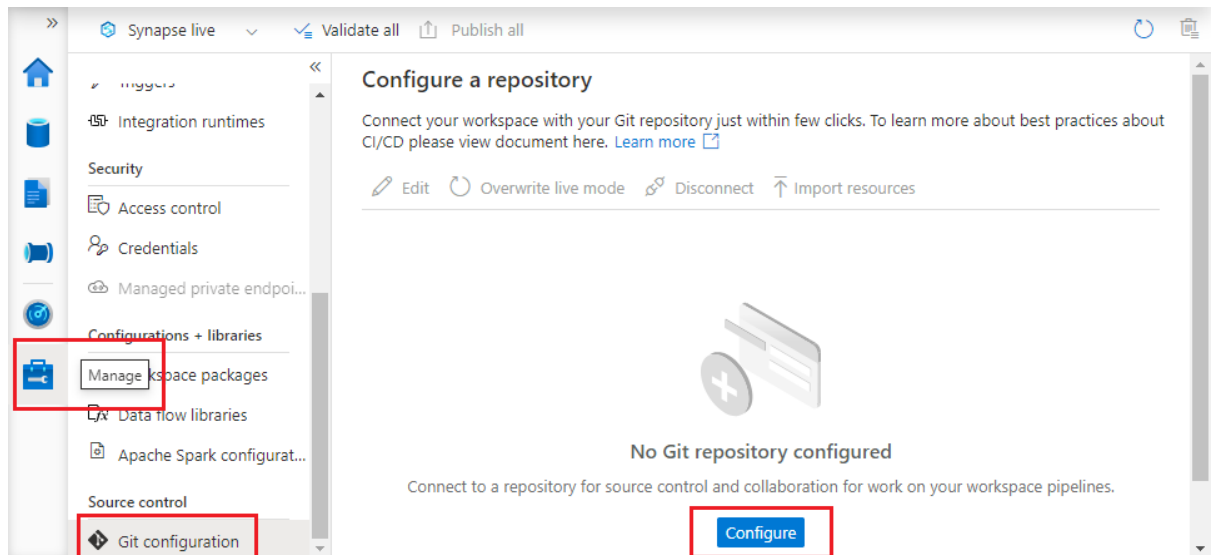 Synapse live
Validate all
Publish all
Triggers
Integration runtimes
Security
Access control
Credentials
Managed private endpoi...
Configurations + libraries
Manage
packages
Data flow libraries
Apache Spark configurat...
Source control
Git configuration
Configure a repository
Connect your workspace with your Git repository just within few clicks. To learn more about best practices about
CI/CD please view document here. Learn more
Edit
Overwrite live mode
Disconnect
Import resources
No Git repository configured
Connect to a repository for source control and collaboration for work on your workspace pipelines.
Configure